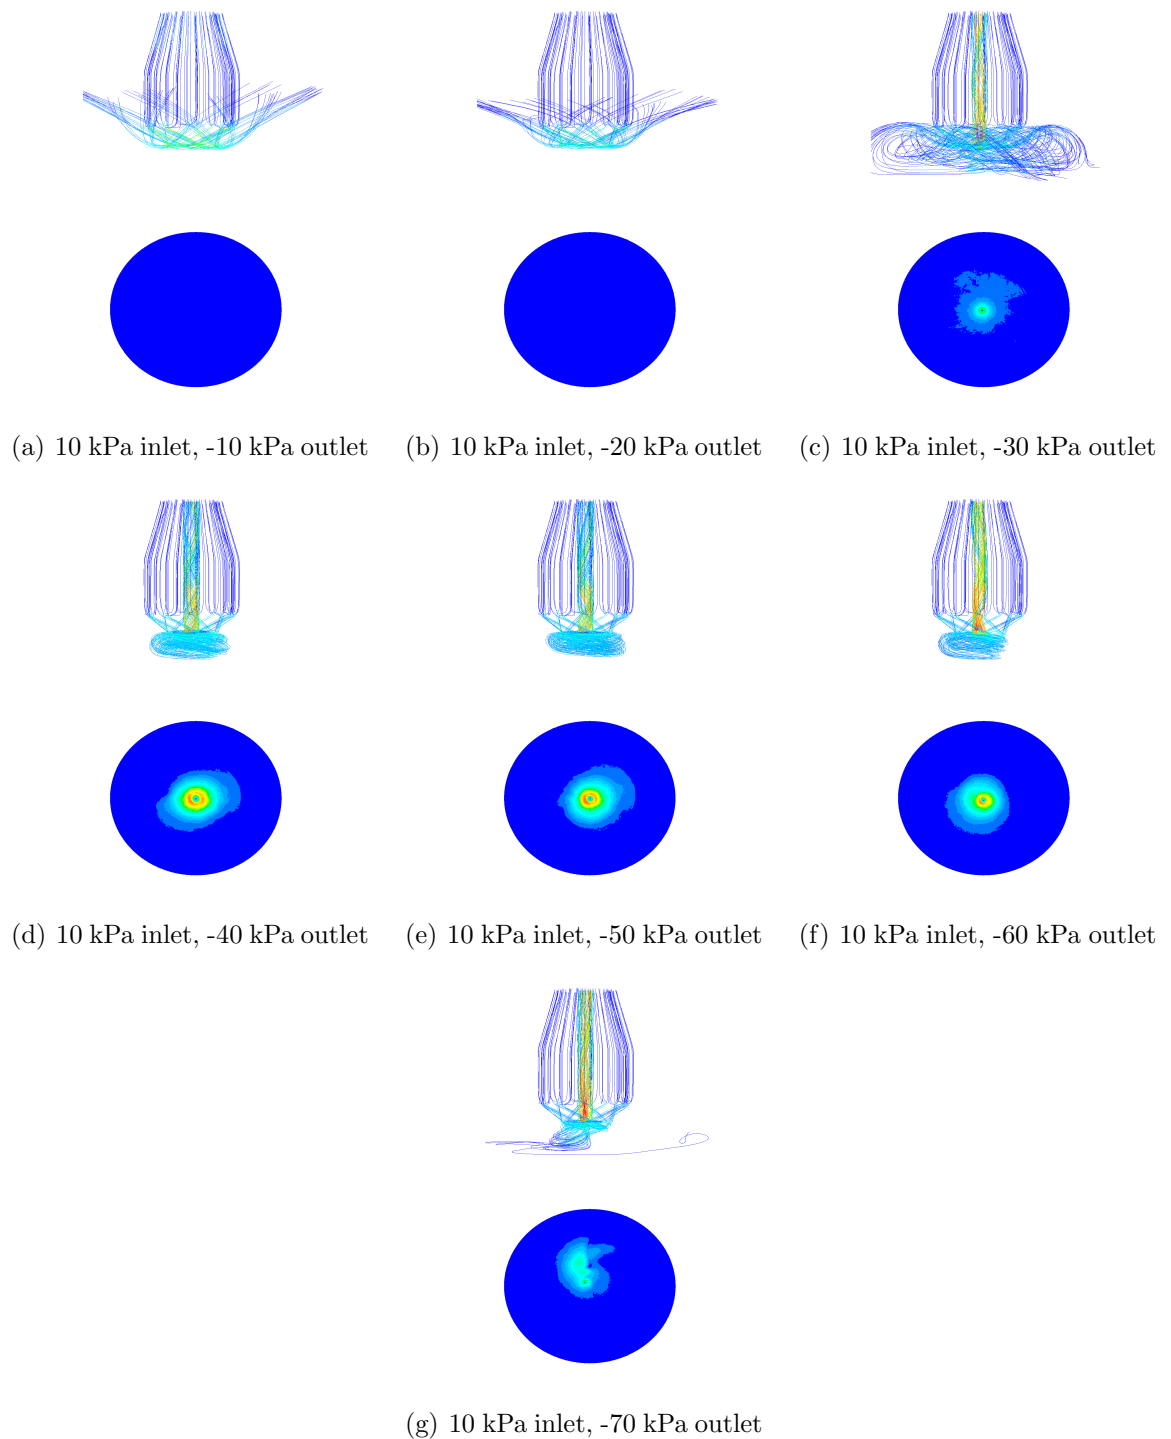 (a) 10 kPa inlet, -10 kPa outlet
(b) 10 kPa inlet, -20 kPa outlet
(c) 10 kPa inlet, -30 kPa outlet
(d) 10 kPa inlet, -40 kPa outlet
(e) 10 kPa inlet, -50 kPa outlet
(f) 10 kPa inlet, -60 kPa outlet
(g) 10 kPa inlet, -70 kPa outlet